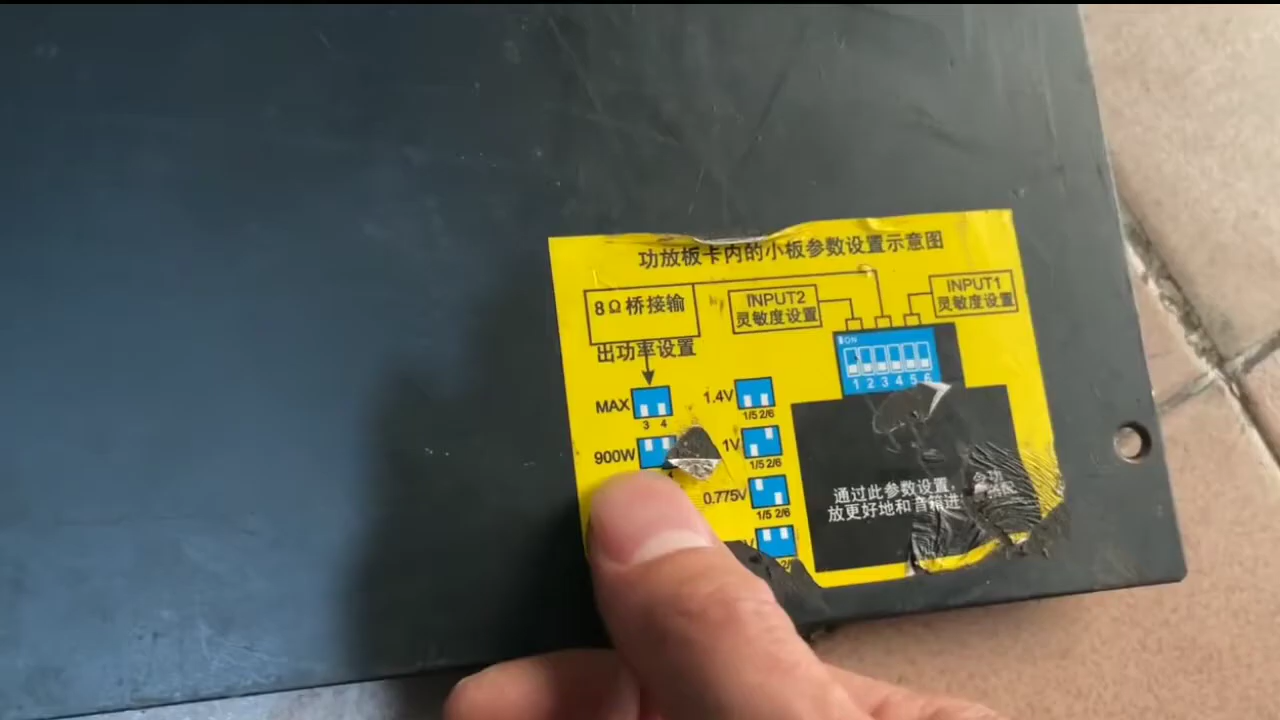 功放板卡内的小板参数设置示意图
8Ω桥接输
出功率设置
INPUT2
灵敏度设置
INPUT1
灵敏度设置
ON
1 2 3 4 5 6
MAX
3 4
900W
1.4V
1/5 2/6
1V
1/5 2/6
0.775V
1/5 2/6
V
通过此参数设置，
放更好地和音箱进